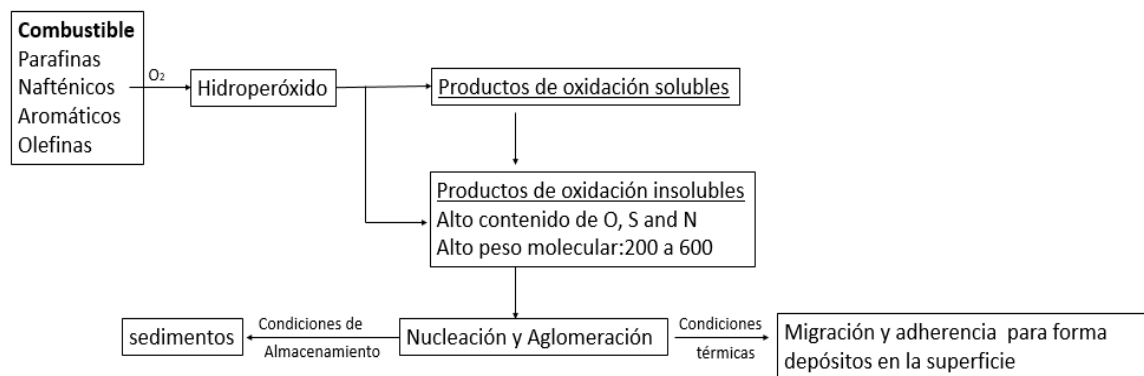 Combustible
Parafinas
Nafténicos
Aromáticos
Olefinas
O₂
Hidroperóxido
Productos de oxidación solubles
Productos de oxidación insolubles
Alto contenido de O, S and N
Alto peso molecular:200 a 600
sedimentos
Condiciones de
Almacenamiento
Nucleación y Aglomeración
Condiciones
térmicas
Migración y adherencia para forma
depósitos en la superficie